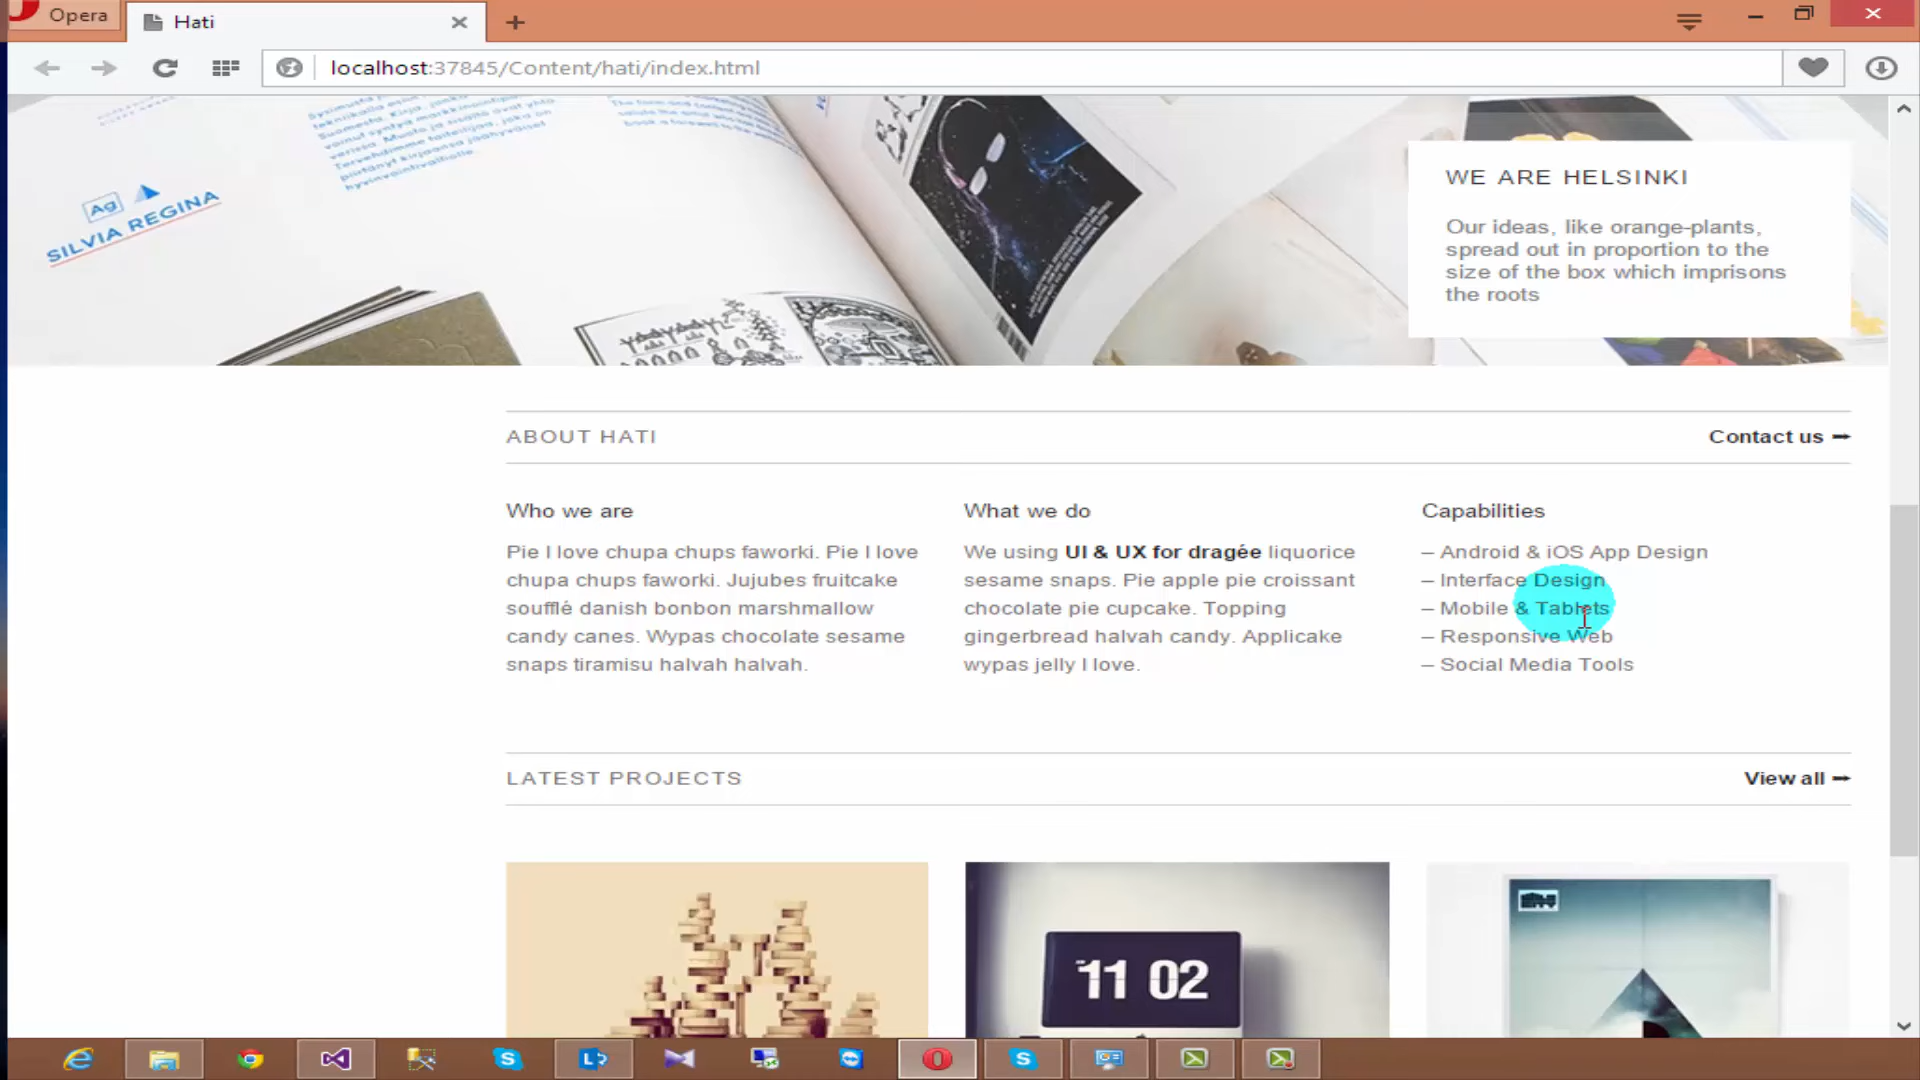 Opera
Hati
localhost:37845/Content/hati/index.html
Ag
SILVIA REGINA
WE ARE HELSINKI
Our ideas, like orange-plants,
spread out in proportion to the
size of the box which imprisons
the roots
ABOUT HATI
Contact us
Who we are
Pie I love chupa chups faworki. Pie I love
chupa chups faworki. Jujubes fruitcake
soufflé danish bonbon marshmallow
candy canes. Wypas chocolate sesame
snaps tiramisu halvah halvah.
What we do
We using UI & UX for dragée liquorice
sesame snaps. Pie apple pie croissant
chocolate pie cupcake. Topping
gingerbread halvah candy. Applicake
wypas jelly I love.
Capabilities
– Android & iOS App Design
– Interface Design
– Mobile & Tablets
– Responsive Web
– Social Media Tools
LATEST PROJECTS
View all
11 02